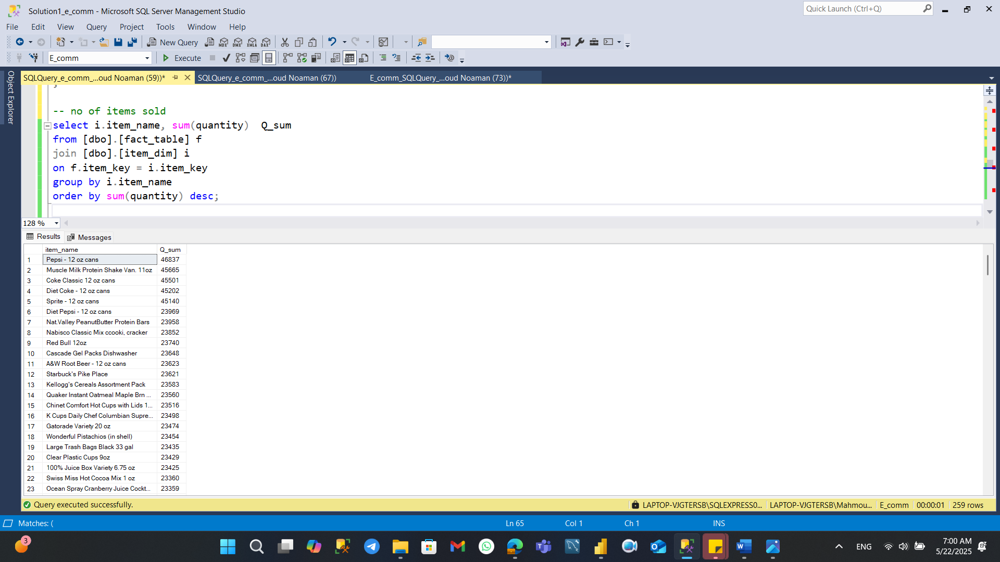 Solution1_e_comm - Microsoft SQL Server Management Studio
Quick Launch (Ctrl+Q)
File Edit View Query Project Tools Window Help
New Query
MDX DMX XMLA DAX
E_comm
Execute
Object Explorer
SQLQuery_e_comm_...oud Noaman (59))*
SQLQuery_e_comm_...oud Noaman (67))
E_comm_SQLQuery_...oud Noaman (73))*
-- no of items sold
select i.item_name, sum(quantity)  Q_sum
from [dbo].[fact_table] f
join [dbo].[item_dim] i
on f.item_key = i.item_key
group by i.item_name
order by sum(quantity) desc;
128 %
Results Messages
item_name Q_sum
1 Pepsi - 12 oz cans 46837
2 Muscle Milk Protein Shake Van. 11oz 45665
3 Coke Classic 12 oz cans 45501
4 Diet Coke - 12 oz cans 45202
5 Sprite - 12 oz cans 45140
6 Diet Pepsi - 12 oz cans 23969
7 Nat.Valley PeanutButter Protein Bars 23958
8 Nabisco Classic Mix ccooki, cracker 23852
9 Red Bull 12oz 23740
10 Cascade Gel Packs Dishwasher 23648
11 A&W Root Beer - 12 oz cans 23623
12 Starbuck's Pike Place 23621
13 Kellogg's Cereals Assortment Pack 23583
14 Quaker Instant Oatmeal Maple Brn ... 23560
15 Chinet Comfort Hot Cups with Lids 1... 23516
16 K Cups Daily Chef Columbian Supre... 23498
17 Gatorade Variety 20 oz 23474
18 Wonderful Pistachios (in shell) 23454
19 Large Trash Bags Black 33 gal 23435
20 Clear Plastic Cups 9oz 23429
21 100% Juice Box Variety 6.75 oz 23425
22 Swiss Miss Hot Cocoa Mix 1 oz 23360
23 Ocean Spray Cranberry Juice Cockt... 23359
Query executed successfully.
LAPTOP-VJGTERSB\SQLEXPRESS0... LAPTOP-VJGTERSB\Mahmou... E_comm 00:00:01 259 rows
Matches: (
Ln 65 Col 1 Ch 1 INS
3
ENG
7:00 AM
5/22/2025